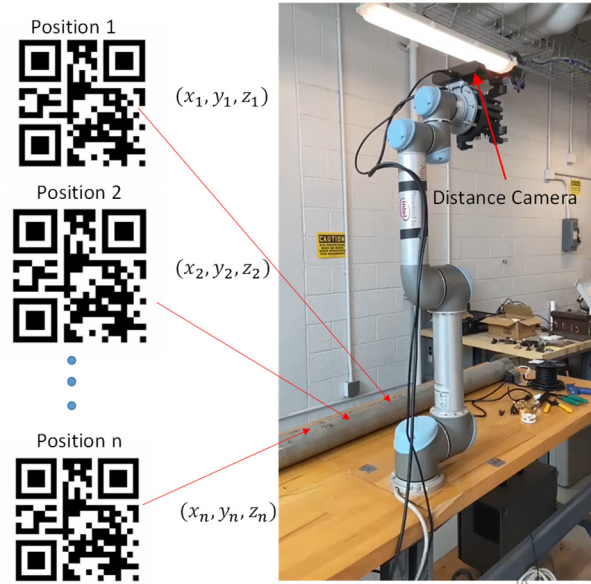 Position 1
(x₁, y₁, z₁)
Distance Camera
Position 2
(x₂, y₂, z₂)
CAUTION
Position n
(xₙ, yₙ, zₙ)